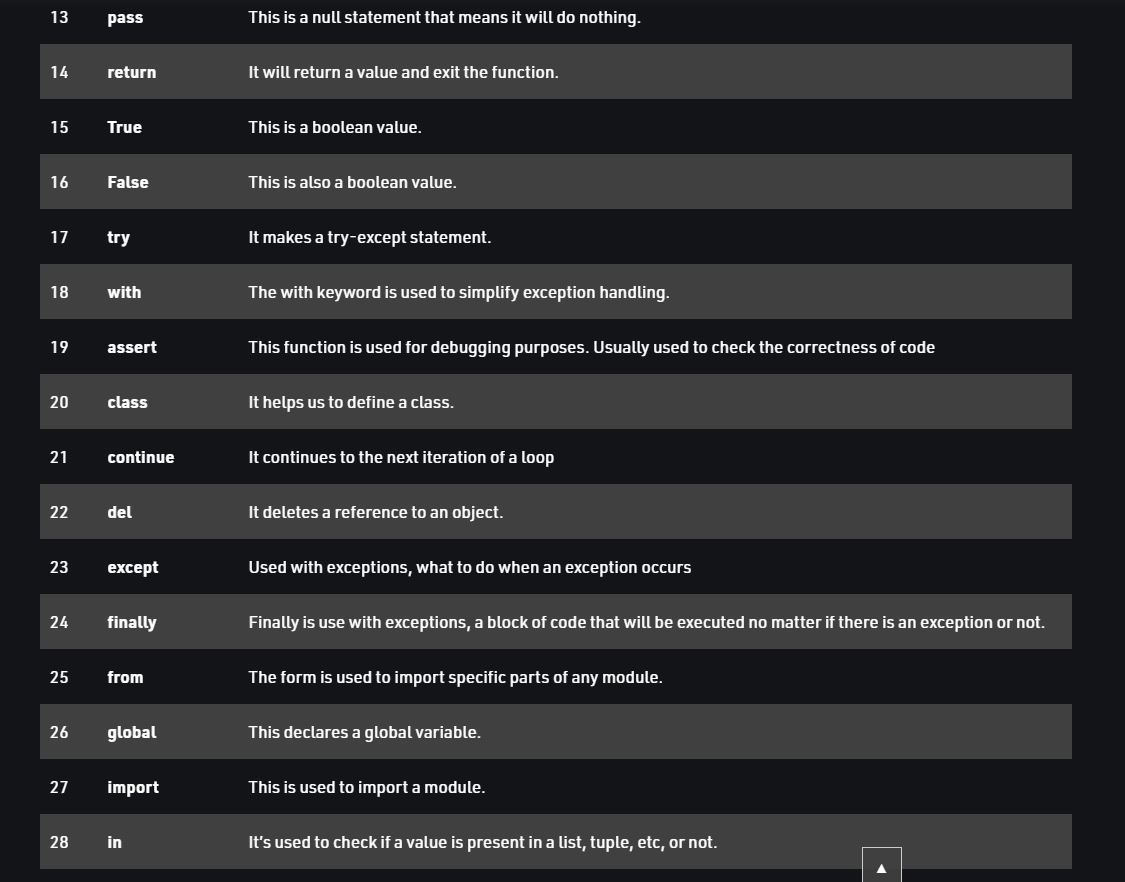 13 pass This is a null statement that means it will do nothing.
14 return It will return a value and exit the function.
15 True This is a boolean value.
16 False This is also a boolean value.
17 try It makes a try-except statement.
18 with The with keyword is used to simplify exception handling.
19 assert This function is used for debugging purposes. Usually used to check the correctness of code
20 class It helps us to define a class.
21 continue It continues to the next iteration of a loop
22 del It deletes a reference to an object.
23 except Used with exceptions, what to do when an exception occurs
24 finally Finally is use with exceptions, a block of code that will be executed no matter if there is an exception or not.
25 from The form is used to import specific parts of any module.
26 global This declares a global variable.
27 import This is used to import a module.
28 in It’s used to check if a value is present in a list, tuple, etc, or not.